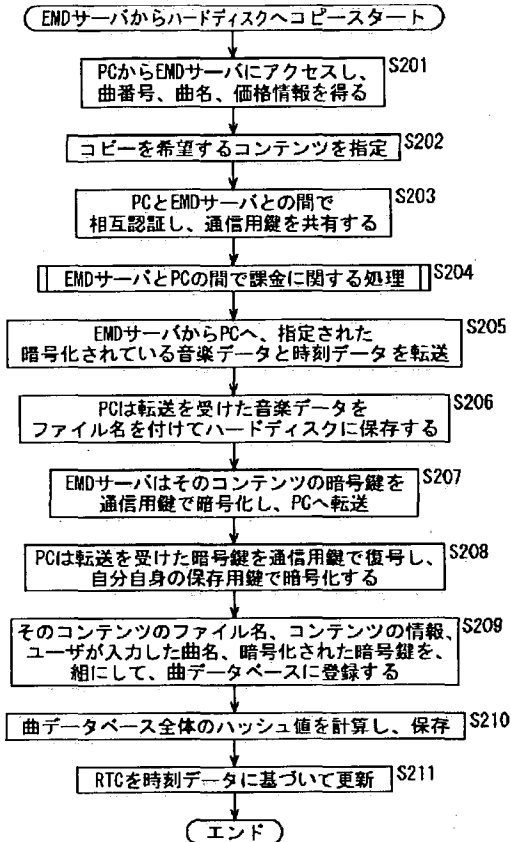 EMDサーバからハードディスクへコピースタート
S201
PCからEMDサーバにアクセスし、
曲番号、曲名、価格情報を得る
S202
コピーを希望するコンテンツを指定
S203
PCとEMDサーバとの間で
相互認証し、通信用鍵を共有する
S204
EMDサーバとPCの間で課金に関する処理
S205
EMDサーバからPCへ、指定された
暗号化されている音楽データと時刻データを転送
S206
PCは転送を受けた音楽データを
ファイル名を付けてハードディスクに保存する
S207
EMDサーバはそのコンテンツの暗号鍵を
通信用鍵で暗号化し、PCへ転送
S208
PCは転送を受けた暗号鍵を通信用鍵で復号し、
自分自身の保存用鍵で暗号化する
S209
そのコンテンツのファイル名、コンテンツの情報、
ユーザが入力した曲名、暗号化された暗号鍵を、
組にして、曲データベースに登録する
S210
曲データベース全体のハッシュ値を計算し、保存
S211
RTCを時刻データに基づいて更新
エンド